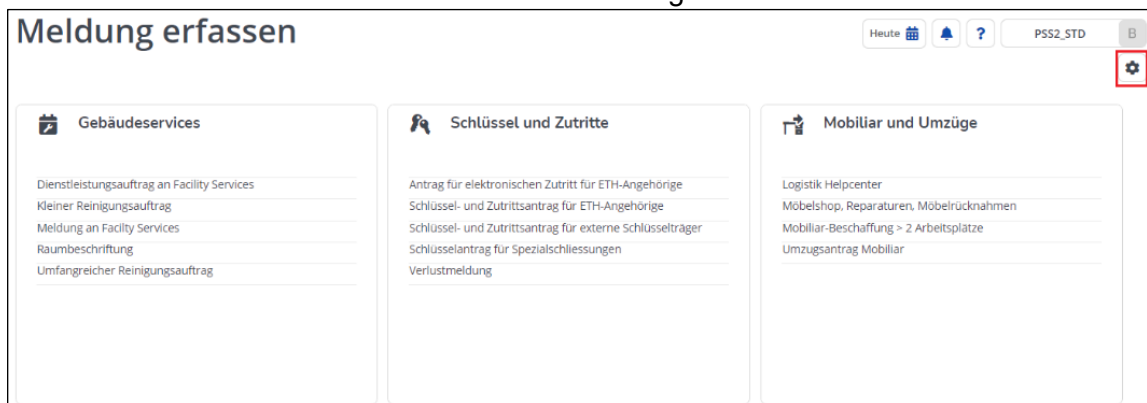 Meldung erfassen
Heute
?
PSS2_STD
B
Gebäudeservices
Dienstleistungsauftrag an Facility Services
Kleiner Reinigungsauftrag
Meldung an Facilty Services
Raumbeschriftung
Umfangreicher Reinigungsauftrag
Schlüssel und Zutritte
Antrag für elektronischen Zutritt für ETH-Angehörige
Schlüssel- und Zutrittsantrag für ETH-Angehörige
Schlüssel- und Zutrittsantrag für externe Schlüsselträger
Schlüsselantrag für Spezialschliessungen
Verlustmeldung
Mobiliar und Umzüge
Logistik Helpcenter
Möbelshop, Reparaturen, Möbelrücknahmen
Mobiliar-Beschaffung > 2 Arbeitsplätze
Umzugsantrag Mobiliar